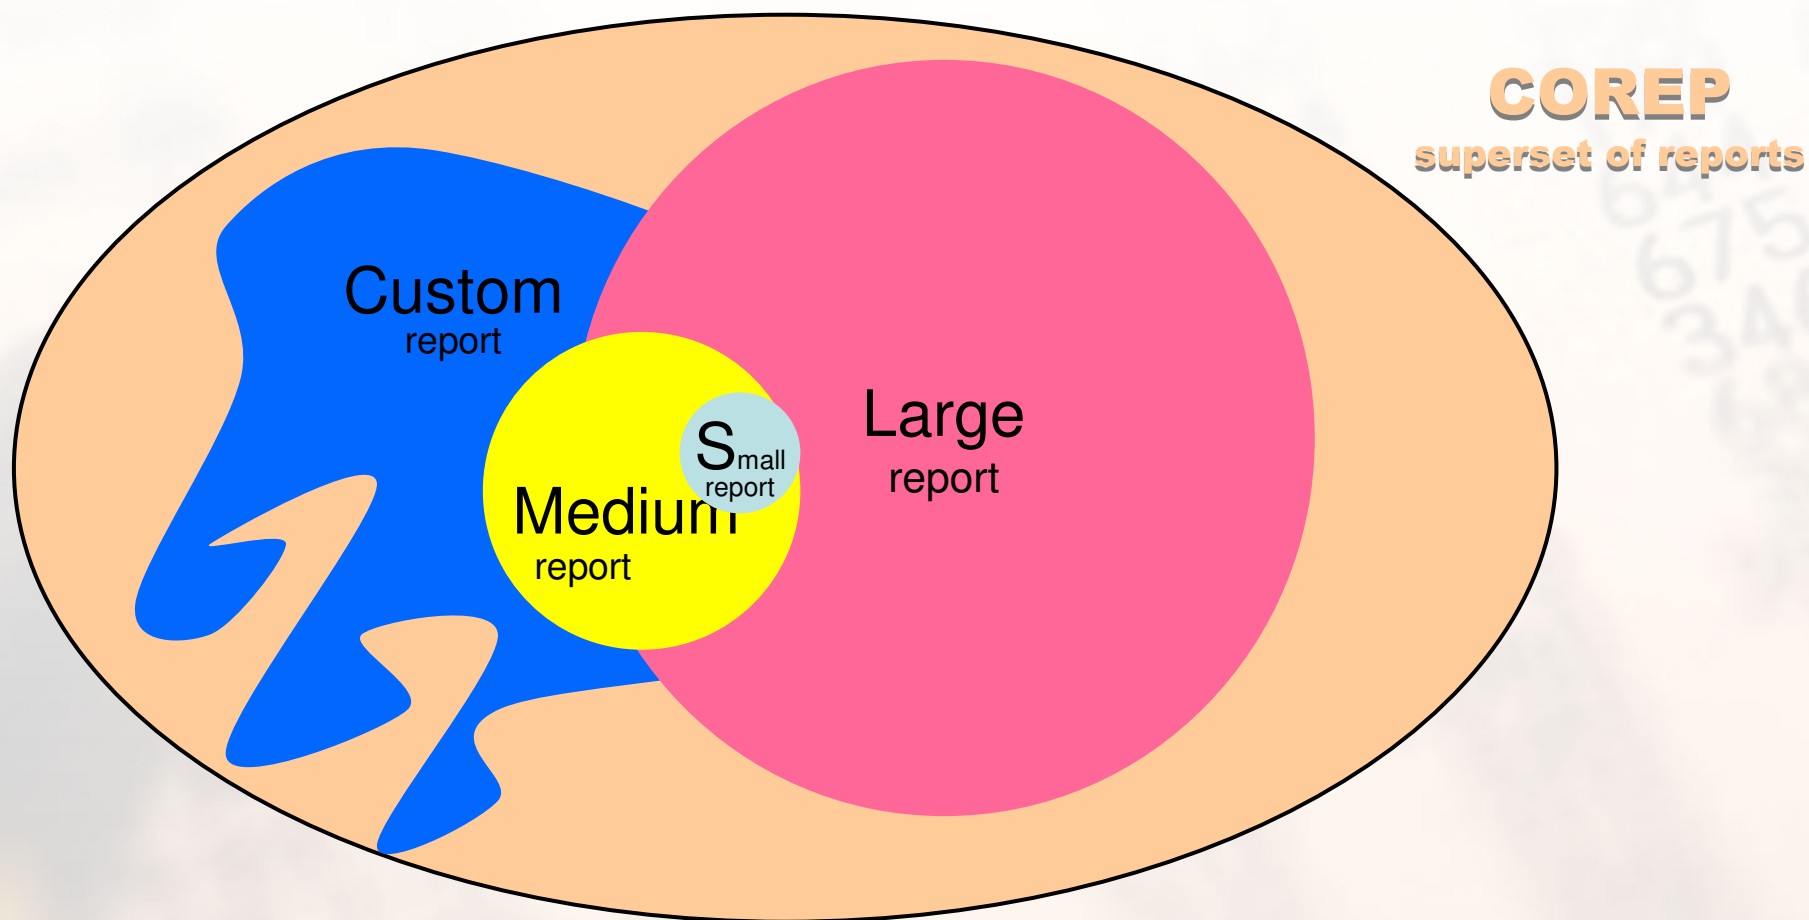 COREP
superset of reports
Custom
report
Large
report
Small
report
Medium
report